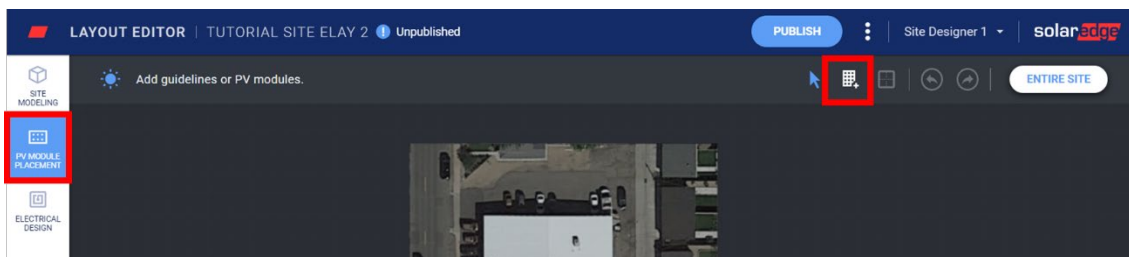 LAYOUT EDITOR | TUTORIAL SITE ELAY 2 ! Unpublished PUBLISH Site Designer 1 solaredge
SITE MODELING
Add guidelines or PV modules. ENTIRE SITE
PV MODULE
PLACEMENT
ELECTRICAL
DESIGN